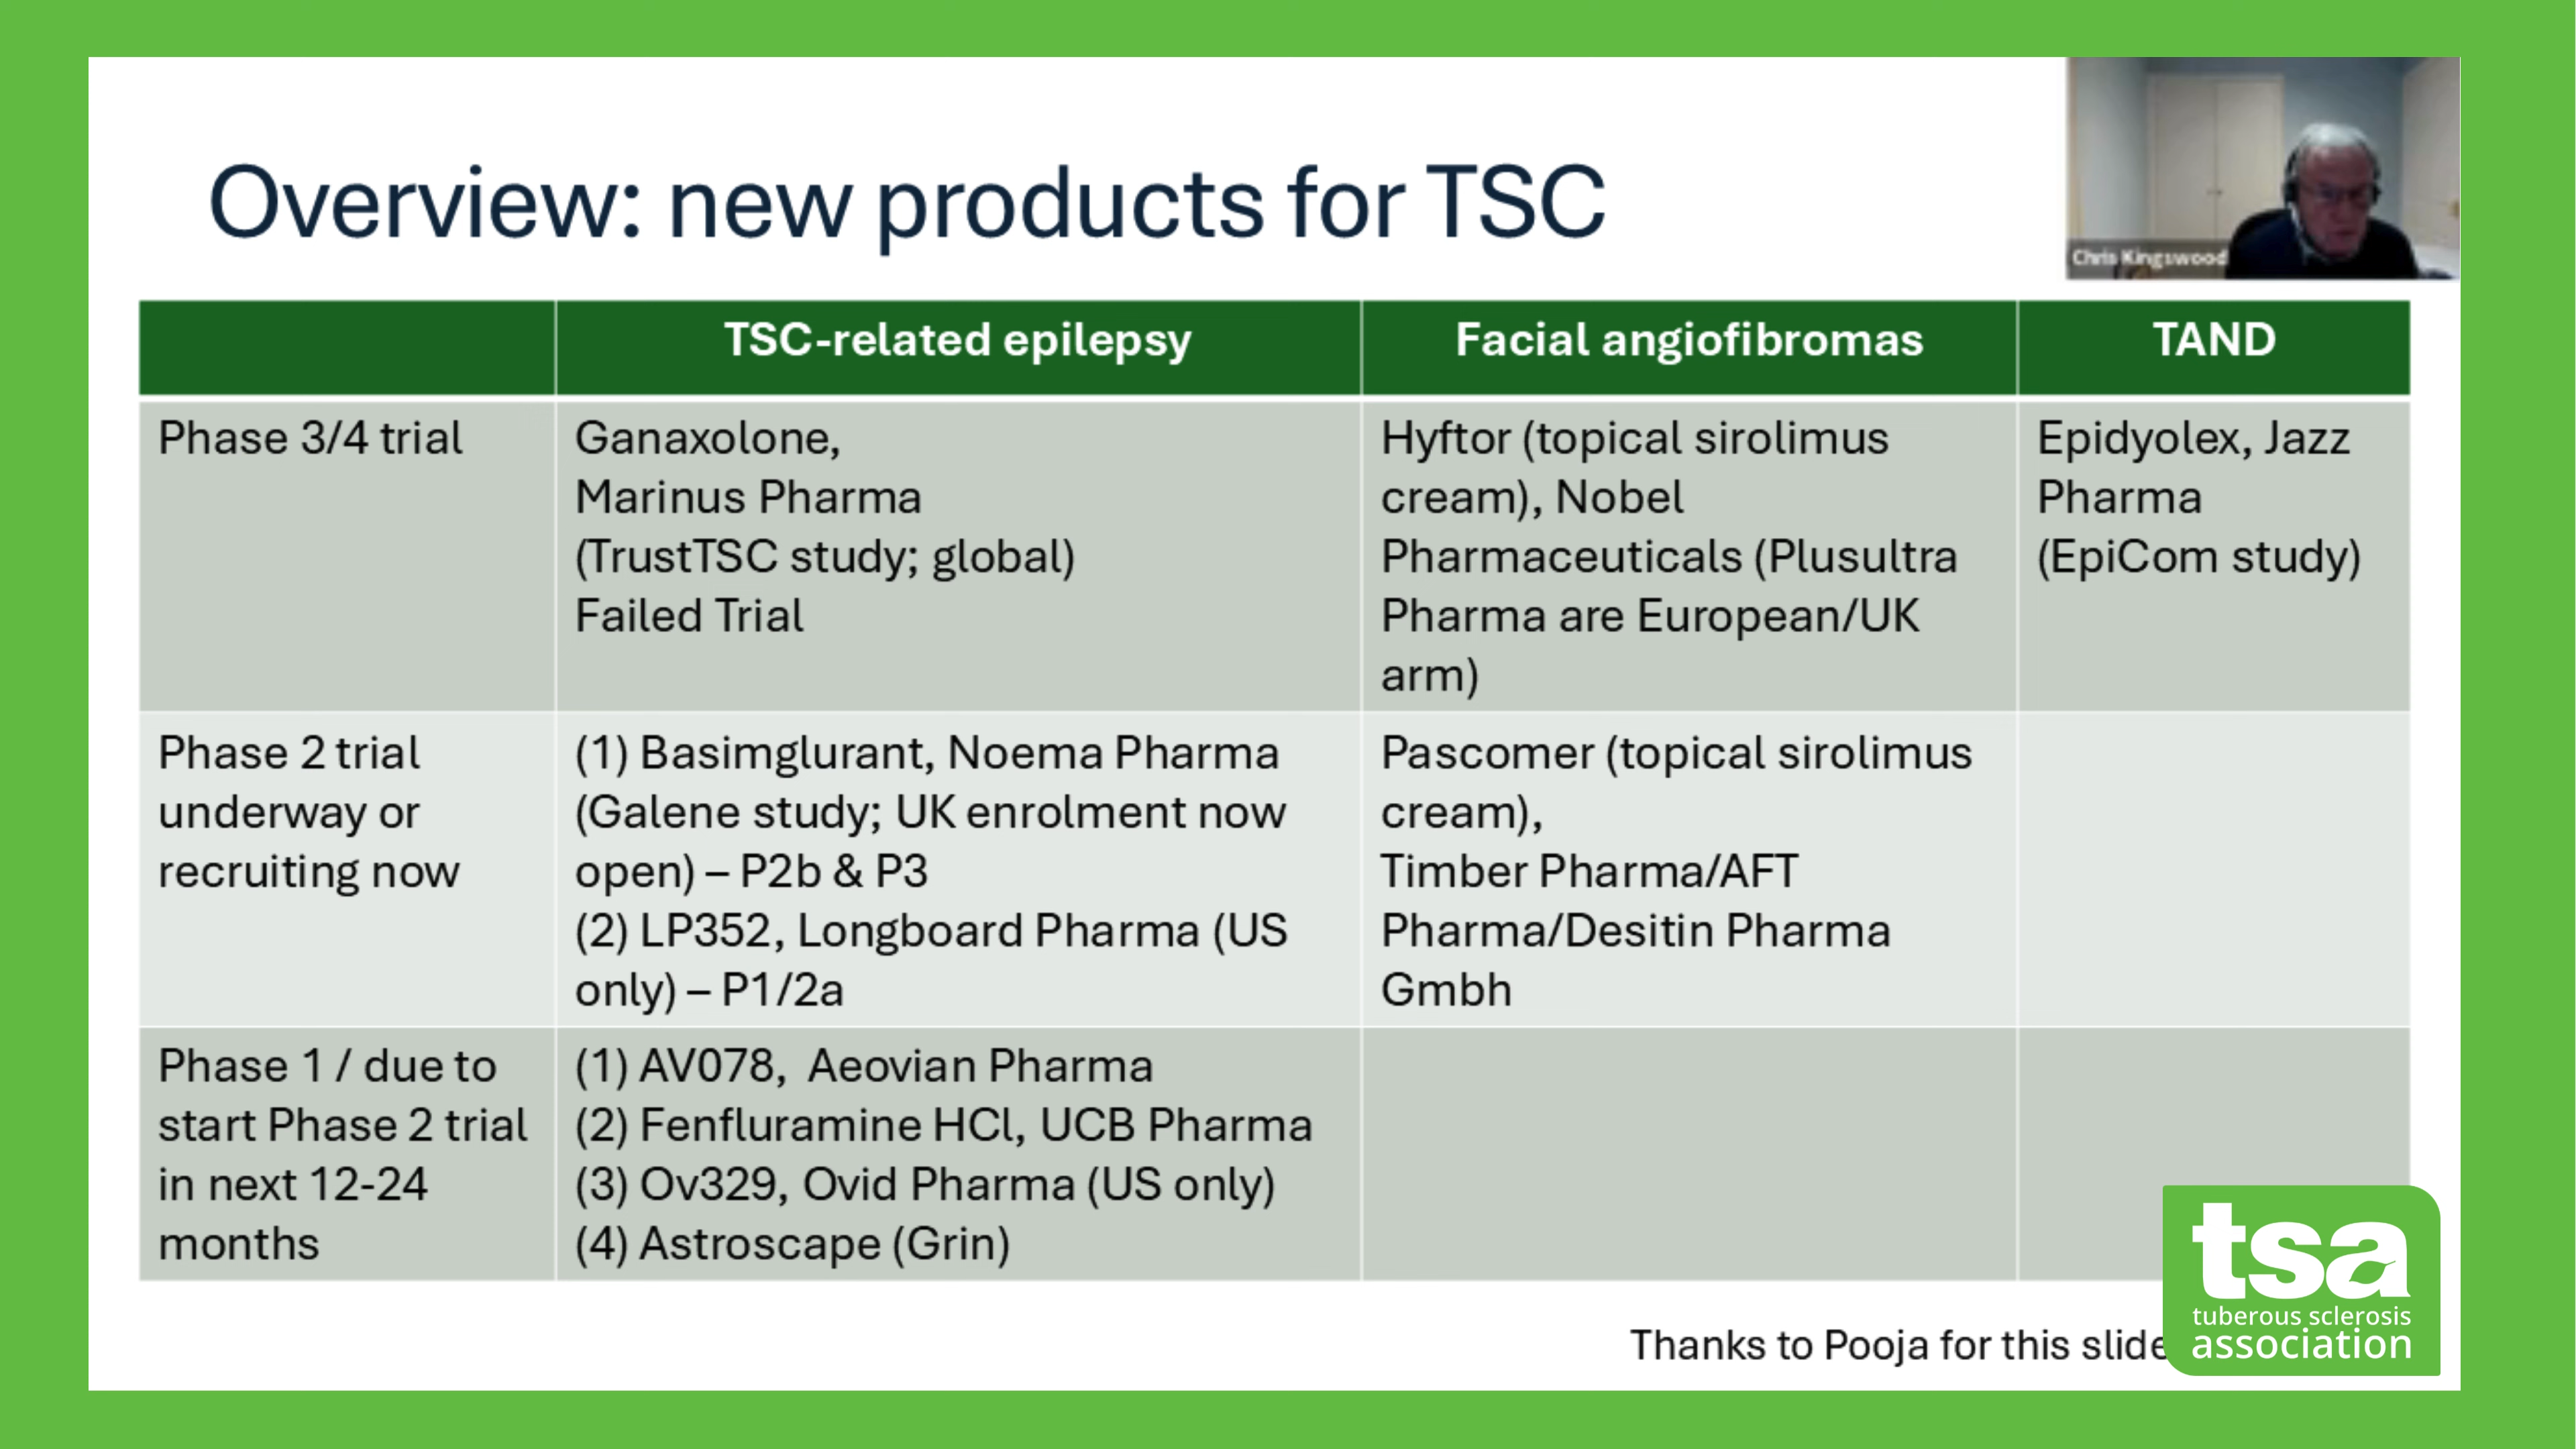 Overview: new products for TSC
Chris Kingswood
TSC-related epilepsy
Facial angiofibromas
TAND
Phase 3/4 trial
Ganaxolone,
Marinus Pharma
(TrustTSC study; global)
Failed Trial
Hyftor (topical sirolimus
cream), Nobel
Pharmaceuticals (Plusultra
Pharma are European/UK
arm)
Epidyolex, Jazz
Pharma
(EpiCom study)
Phase 2 trial
underway or
recruiting now
(1) Basimglurant, Noema Pharma
(Galene study; UK enrolment now
open) – P2b & P3
(2) LP352, Longboard Pharma (US
only) – P1/2a
Pascomer (topical sirolimus
cream),
Timber Pharma/AFT
Pharma/Desitin Pharma
Gmbh
Phase 1 / due to
start Phase 2 trial
in next 12-24
months
(1) AV078,  Aeovian Pharma
(2) Fenfluramine HCl, UCB Pharma
(3) Ov329, Ovid Pharma (US only)
(4) Astroscape (Grin)
Thanks to Pooja for this slide
tsa
tuberous sclerosis
association